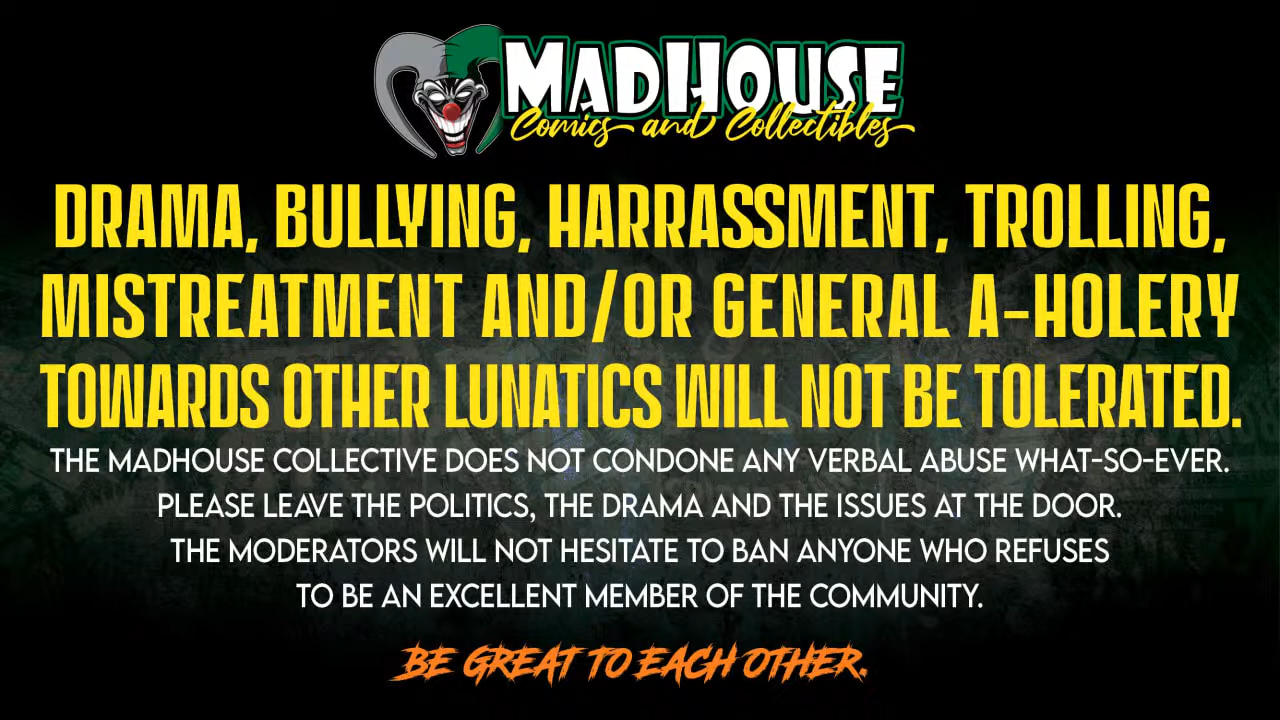 MADHOUSE
Comics and Collectibles
DRAMA, BULLYING, HARRASSMENT, TROLLING,
MISTREATMENT AND/OR GENERAL A-HOLERY
TOWARDS OTHER LUNATICS WILL NOT BE TOLERATED.
THE MADHOUSE COLLECTIVE DOES NOT CONDONE ANY VERBAL ABUSE WHAT-SO-EVER.
PLEASE LEAVE THE POLITICS, THE DRAMA AND THE ISSUES AT THE DOOR.
THE MODERATORS WILL NOT HESITATE TO BAN ANYONE WHO REFUSES
TO BE AN EXCELLENT MEMBER OF THE COMMUNITY.
BE GREAT TO EACH OTHER.